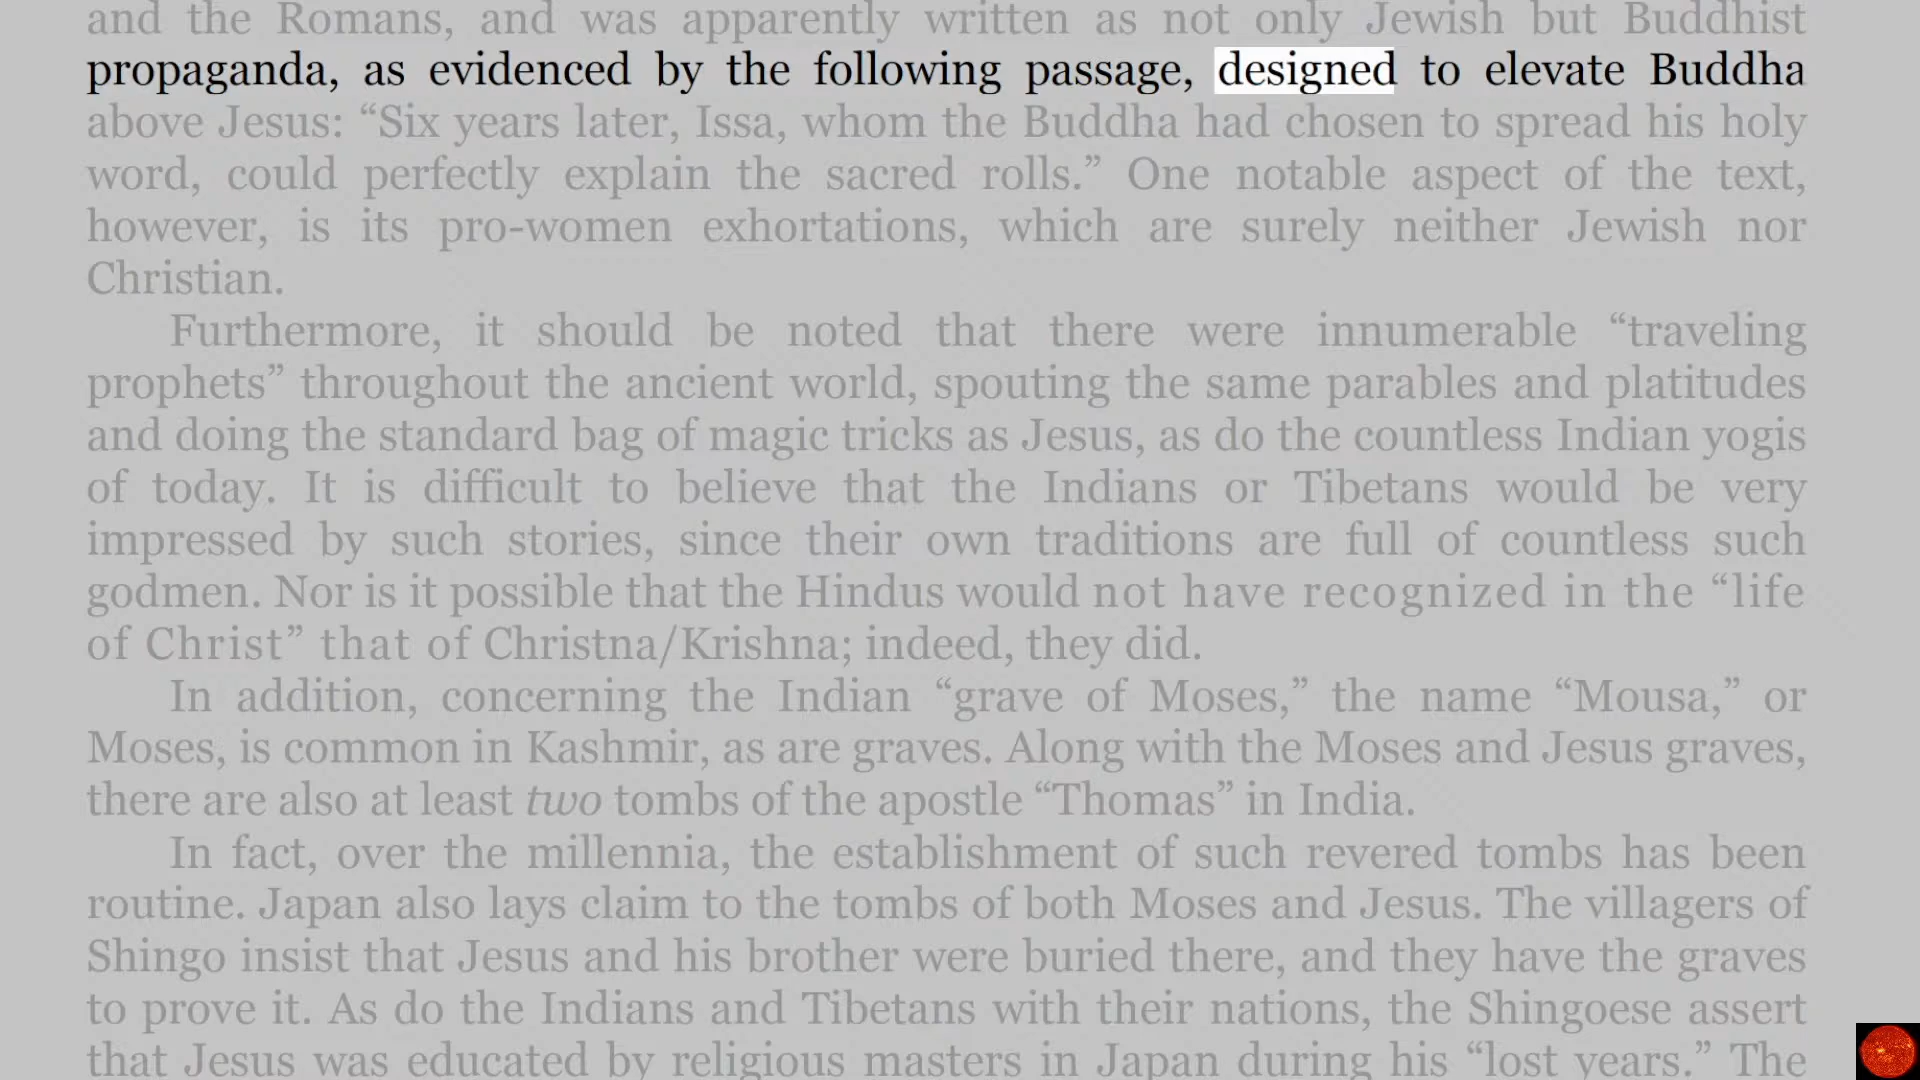 and the Romans, and was apparently written as not only Jewish but Buddhist
propaganda, as evidenced by the following passage, designed to elevate Buddha
above Jesus: “Six years later, Issa, whom the Buddha had chosen to spread his holy
word, could perfectly explain the sacred rolls.” One notable aspect of the text,
however, is its pro-women exhortations, which are surely neither Jewish nor
Christian.
Furthermore, it should be noted that there were innumerable “traveling
prophets” throughout the ancient world, spouting the same parables and platitudes
and doing the standard bag of magic tricks as Jesus, as do the countless Indian yogis
of today. It is difficult to believe that the Indians or Tibetans would be very
impressed by such stories, since their own traditions are full of countless such
godmen. Nor is it possible that the Hindus would not have recognized in the “life
of Christ” that of Christna/Krishna; indeed, they did.
In addition, concerning the Indian “grave of Moses,” the name “Mousa,” or
Moses, is common in Kashmir, as are graves. Along with the Moses and Jesus graves,
there are also at least two tombs of the apostle “Thomas” in India.
In fact, over the millennia, the establishment of such revered tombs has been
routine. Japan also lays claim to the tombs of both Moses and Jesus. The villagers of
Shingo insist that Jesus and his brother were buried there, and they have the graves
to prove it. As do the Indians and Tibetans with their nations, the Shingoese assert
that Jesus was educated by religious masters in Japan during his “lost years.” The